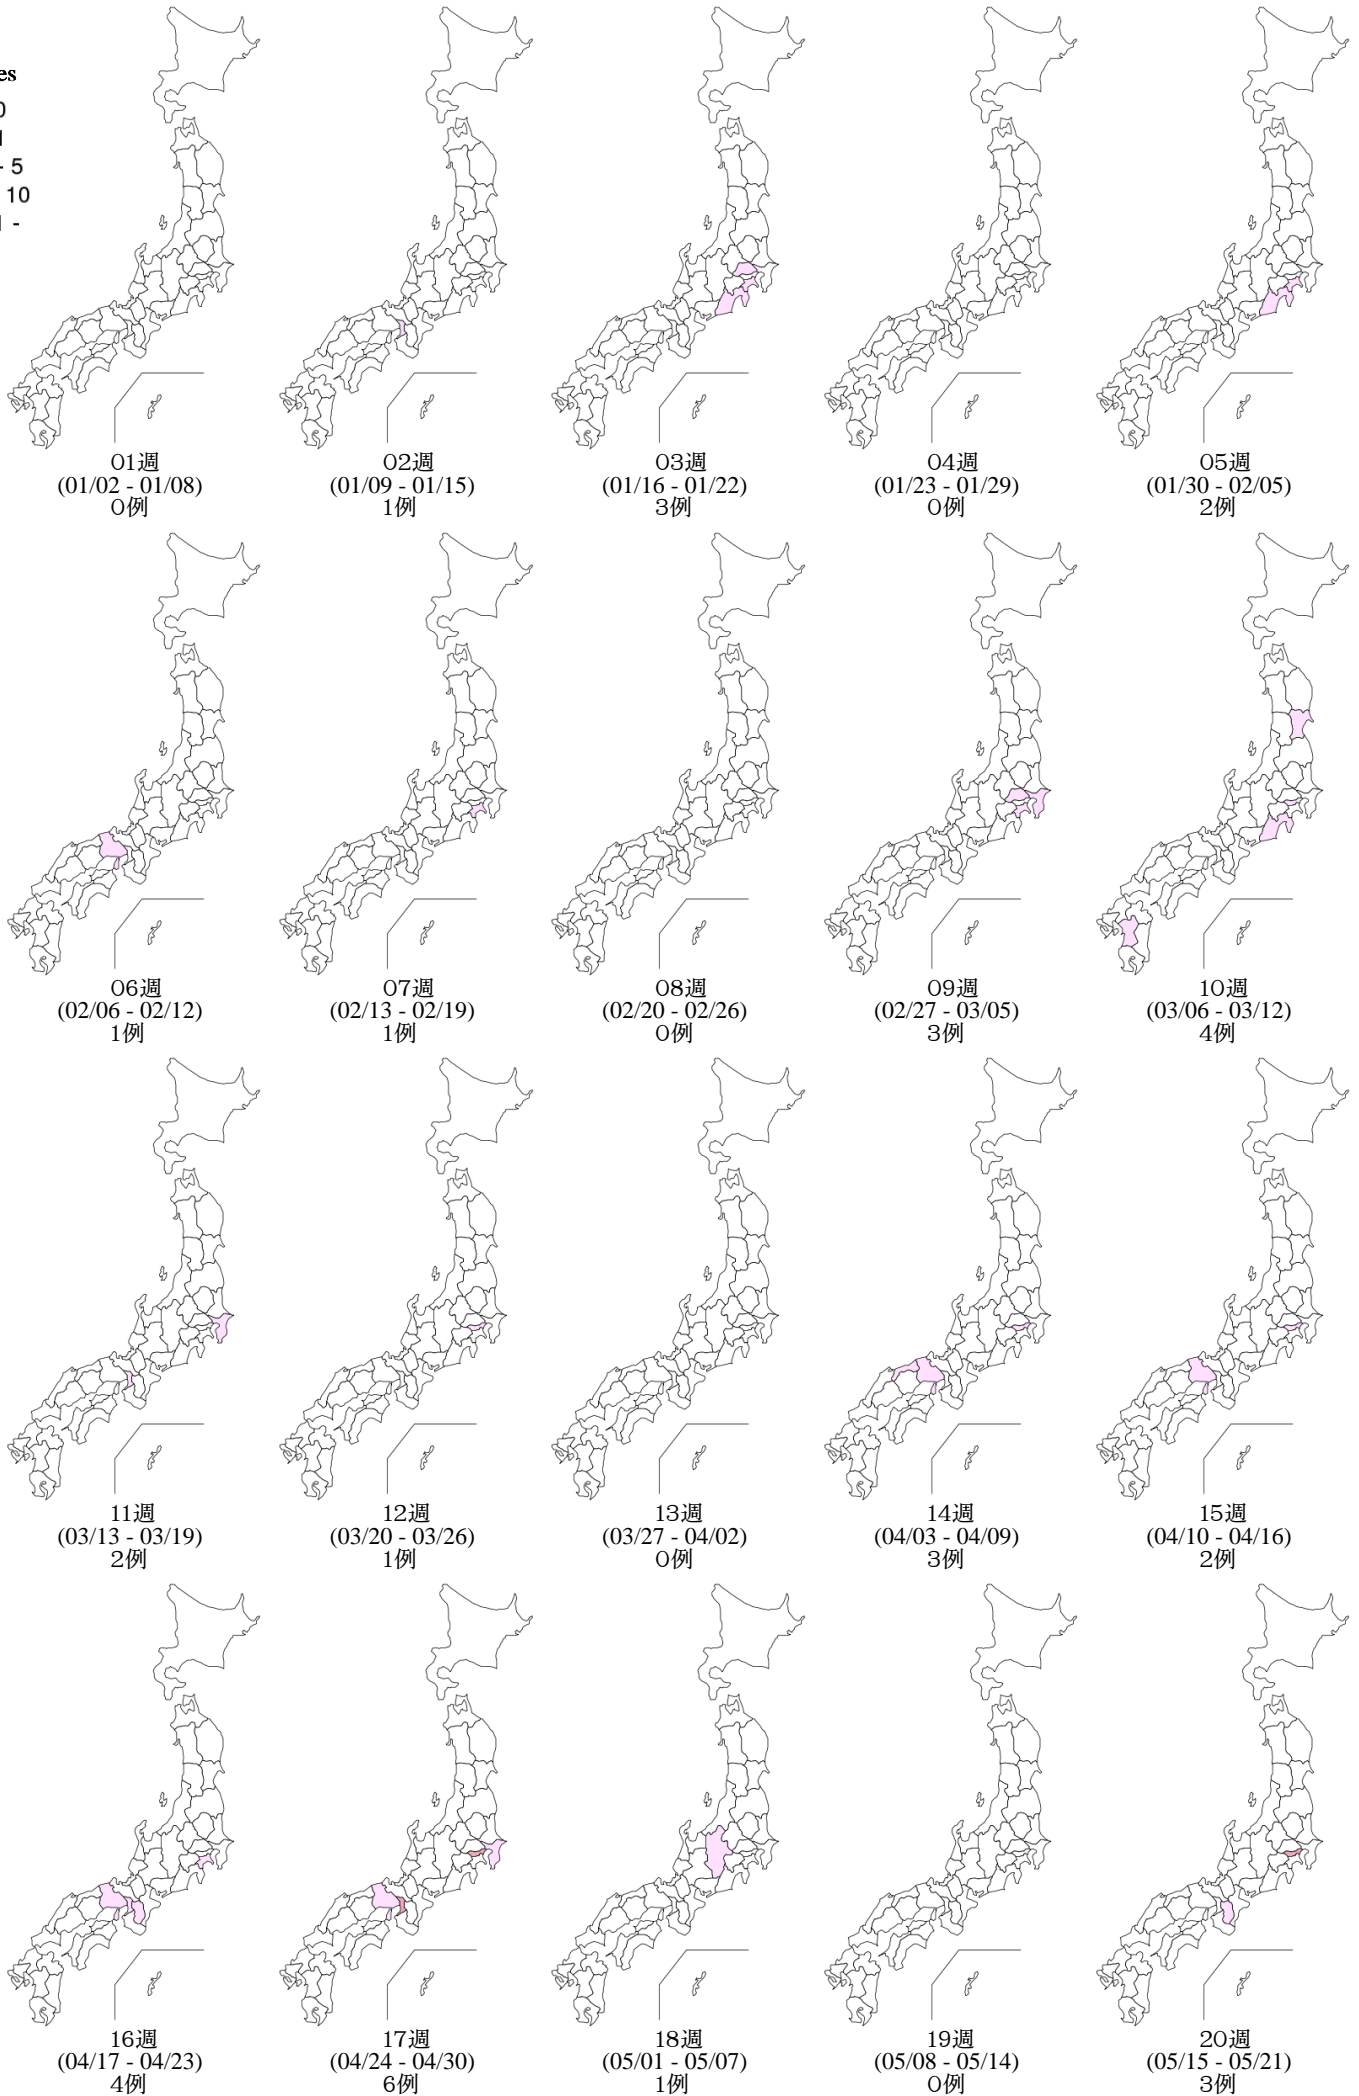 es
0
1
- 5
10
1 -
01週
(01/02 - 01/08)
0例
02週
(01/09 - 01/15)
1例
03週
(01/16 - 01/22)
3例
04週
(01/23 - 01/29)
0例
05週
(01/30 - 02/05)
2例
06週
(02/06 - 02/12)
1例
07週
(02/13 - 02/19)
1例
08週
(02/20 - 02/26)
0例
09週
(02/27 - 03/05)
3例
10週
(03/06 - 03/12)
4例
11週
(03/13 - 03/19)
2例
12週
(03/20 - 03/26)
1例
13週
(03/27 - 04/02)
0例
14週
(04/03 - 04/09)
3例
15週
(04/10 - 04/16)
2例
16週
(04/17 - 04/23)
4例
17週
(04/24 - 04/30)
6例
18週
(05/01 - 05/07)
1例
19週
(05/08 - 05/14)
0例
20週
(05/15 - 05/21)
3例